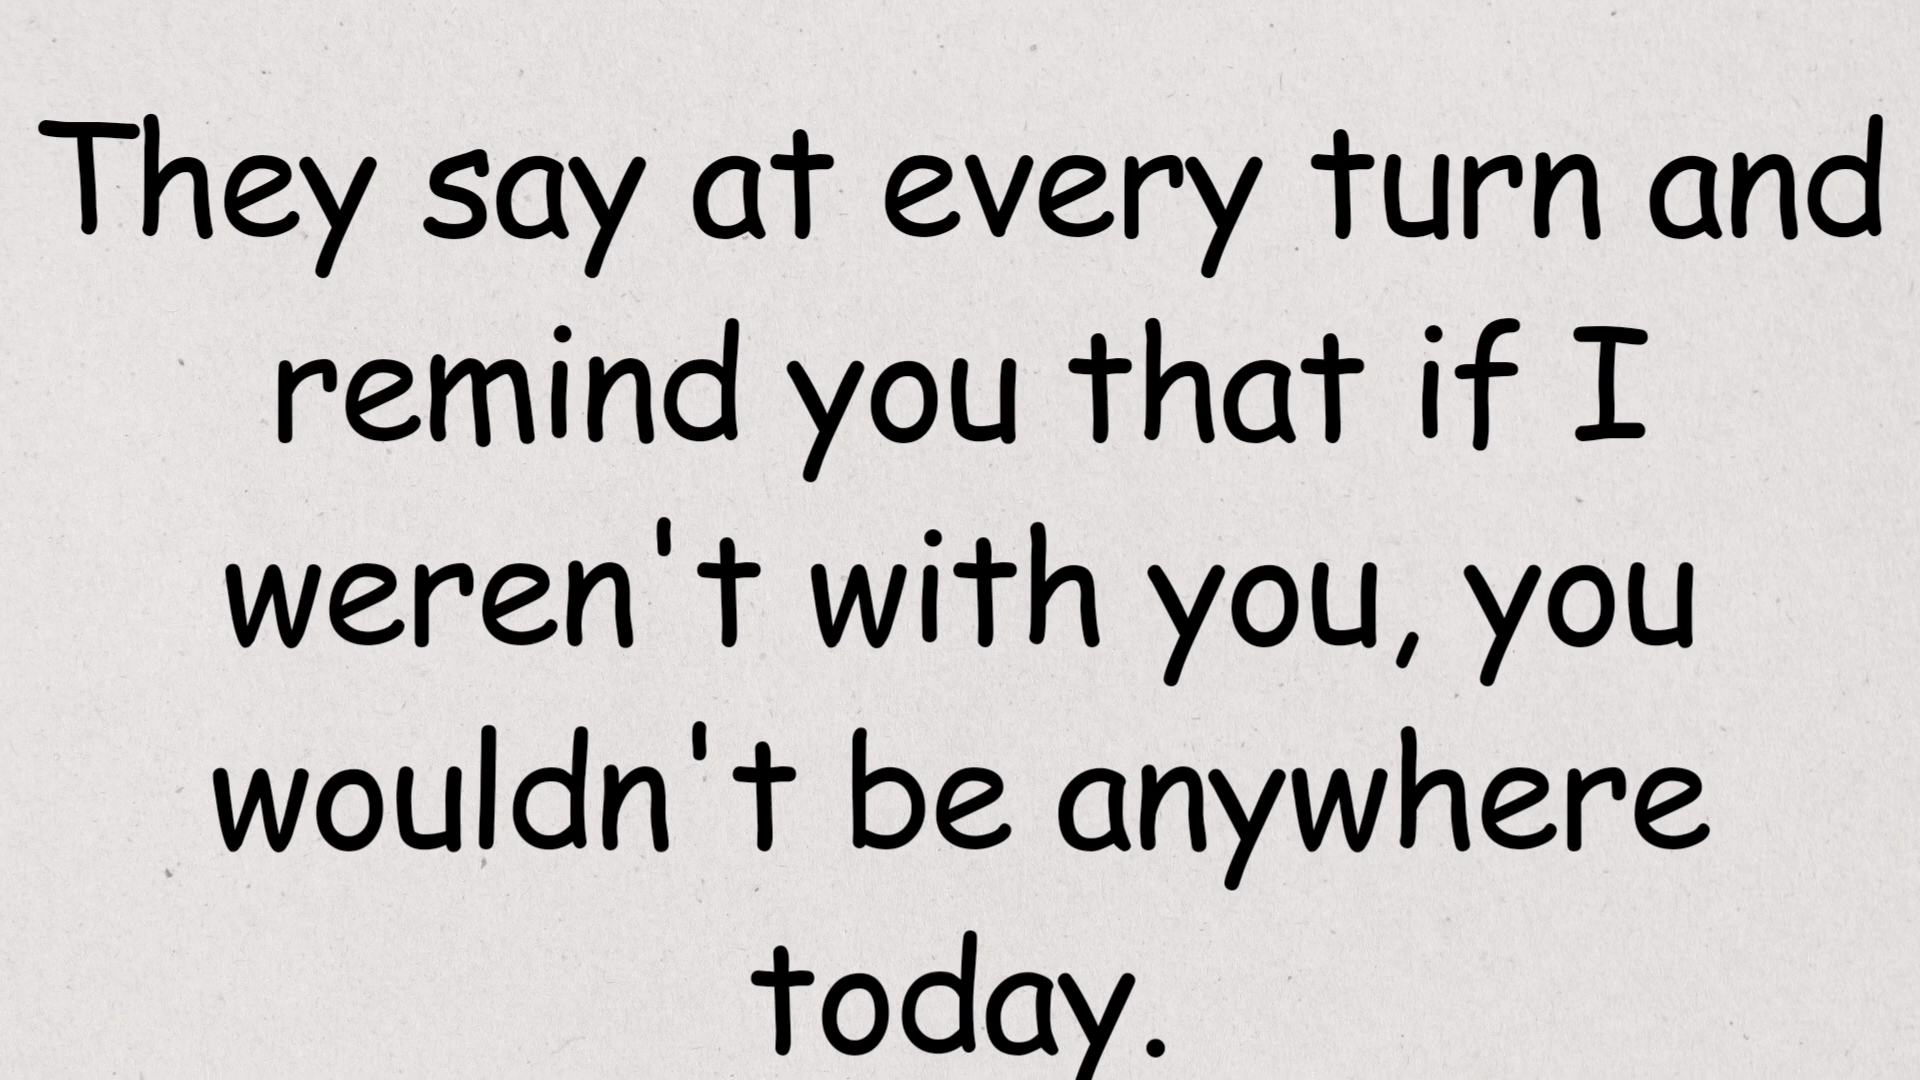 They say at every turn and
remind you that if I
weren't with you, you
wouldn't be anywhere
today.